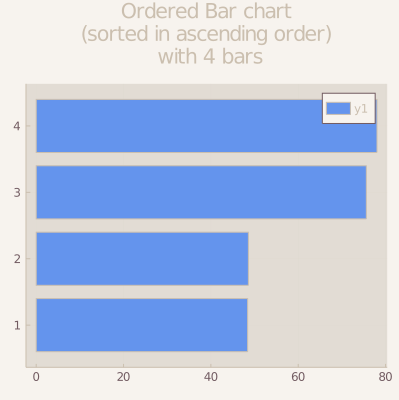 Ordered Bar chart
(sorted in ascending order)
with 4 bars
y1
4
3
2
1
0 20 40 60 80